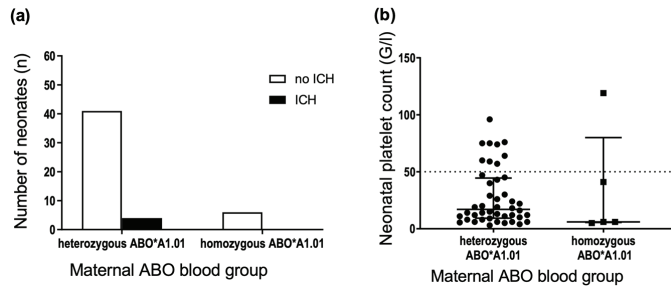 (a)
Number of neonates (n)
60
50
40
30
20
10
0
no ICH
ICH
heterozygous ABO*A1.01
homozygous ABO*A1.01
Maternal ABO blood group
(b)
Neonatal platelet count (G/l)
150
100
50
0
heterozygous
ABO*A1.01
homozygous
ABO*A1.01
Maternal ABO blood group